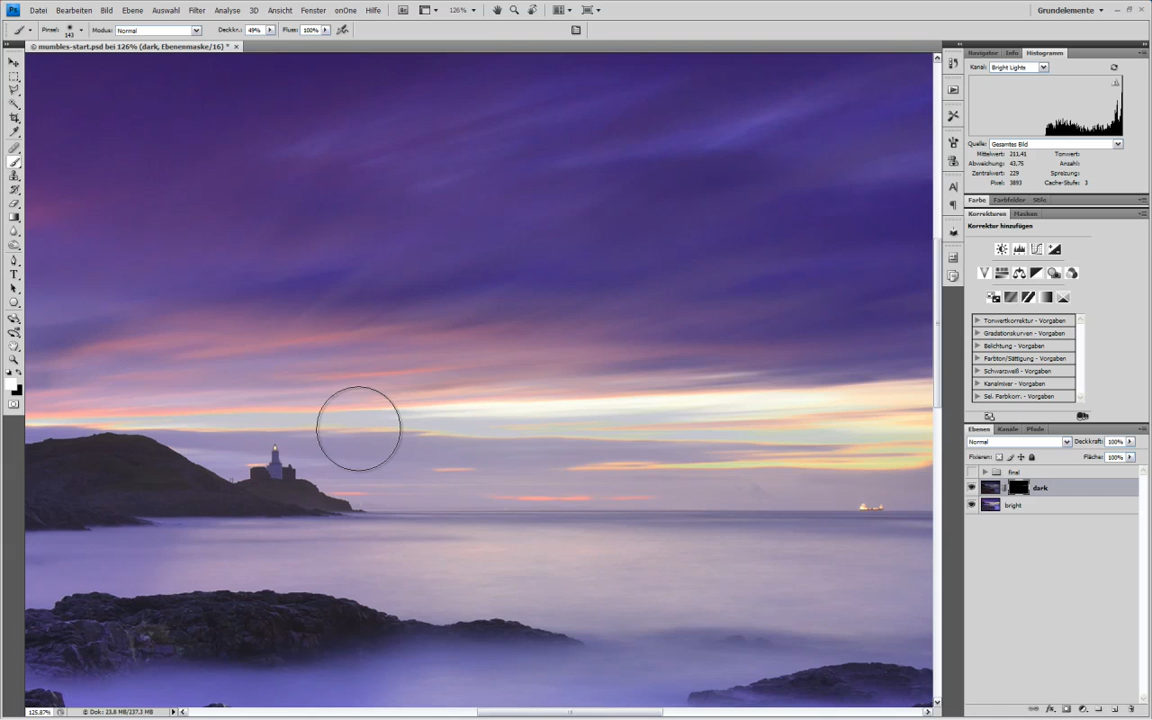 Ps Datei Bearbeiten Bild Ebene Auswahl Filter Analyse 3D Ansicht Fenster onOne Hilfe Br 126% Grundelemente
Pinsel: 143 Modus: Normal Deckkr.: 49% Fluss: 100%
© mumbles-start.psd bei 126% (dark, Ebenenmaske/16) * ×
Navigator Info Histogramm
Kanal: Bright Lights
Quelle: Gesamtes Bild
Mittelwert: 211,41 Tonwert:
Abweichung: 43,75 Anzahl:
Zentralwert: 229 Spreizung:
Pixel: 3893 Cache-Stufe: 3
Farbe Farbfelder Stile
Korrekturen Masken
Korrektur hinzufügen
Tonwertkorrektur - Vorgaben
Gradationskurven - Vorgaben
Belichtung - Vorgaben
Farbton/Sättigung - Vorgaben
Schwarzweiß - Vorgaben
Kanalmixer - Vorgaben
Sel. Farbkorr. - Vorgaben
Ebenen Kanäle Pfade
Normal Deckkraft: 100%
Fixieren: Fläche: 100%
final
dark
bright
125,87% Dok: 23,8 MB/237,3 MB